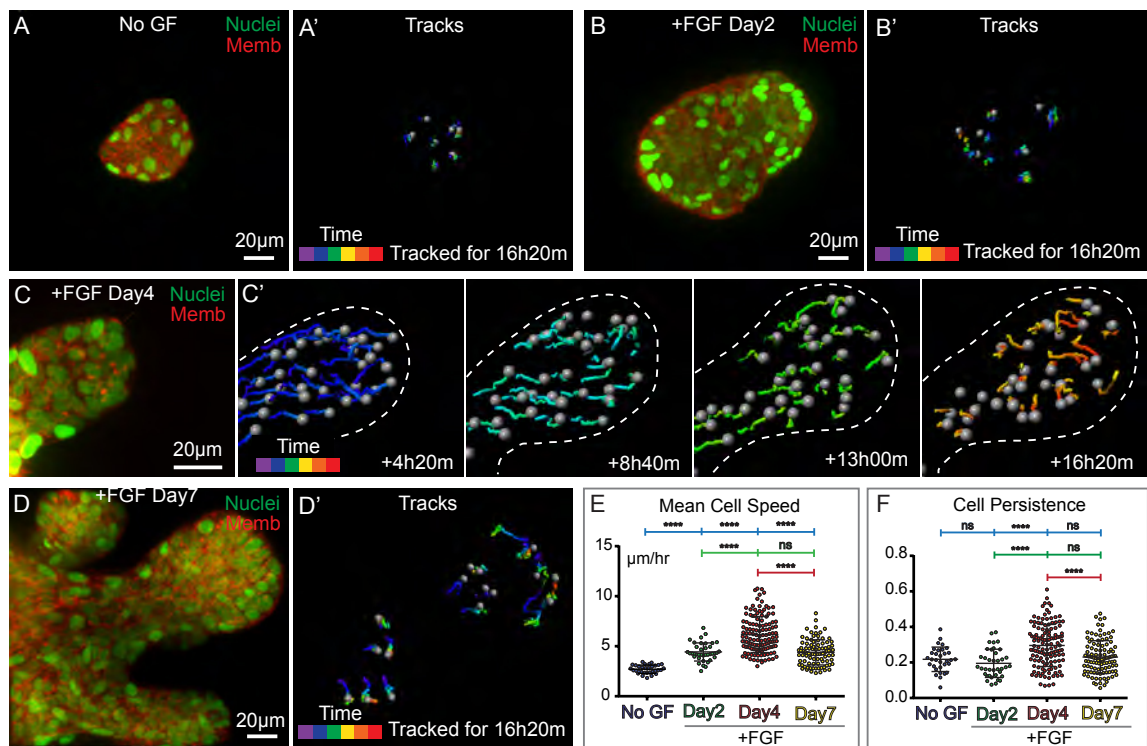 A
No GF
Nuclei
Memb
20µm
A'
Tracks
Time
Tracked for 16h20m
B
+FGF Day2
Nuclei
Memb
20µm
B'
Tracks
Time
Tracked for 16h20m
C
+FGF Day4
Nuclei
Memb
20µm
C'
Time
+4h20m
+8h40m
+13h00m
+16h20m
D
+FGF Day7
Nuclei
Memb
20µm
D'
Tracks
Time
Tracked for 16h20m
E
Mean Cell Speed
**** **** ****
**** ns
****
15
µm/hr
10
5
0
No GF Day2 Day4 Day7
+FGF
F
Cell Persistence
ns **** ns
**** ns
****
0.8
0.6
0.4
0.2
0.0
No GF Day2 Day4 Day7
+FGF